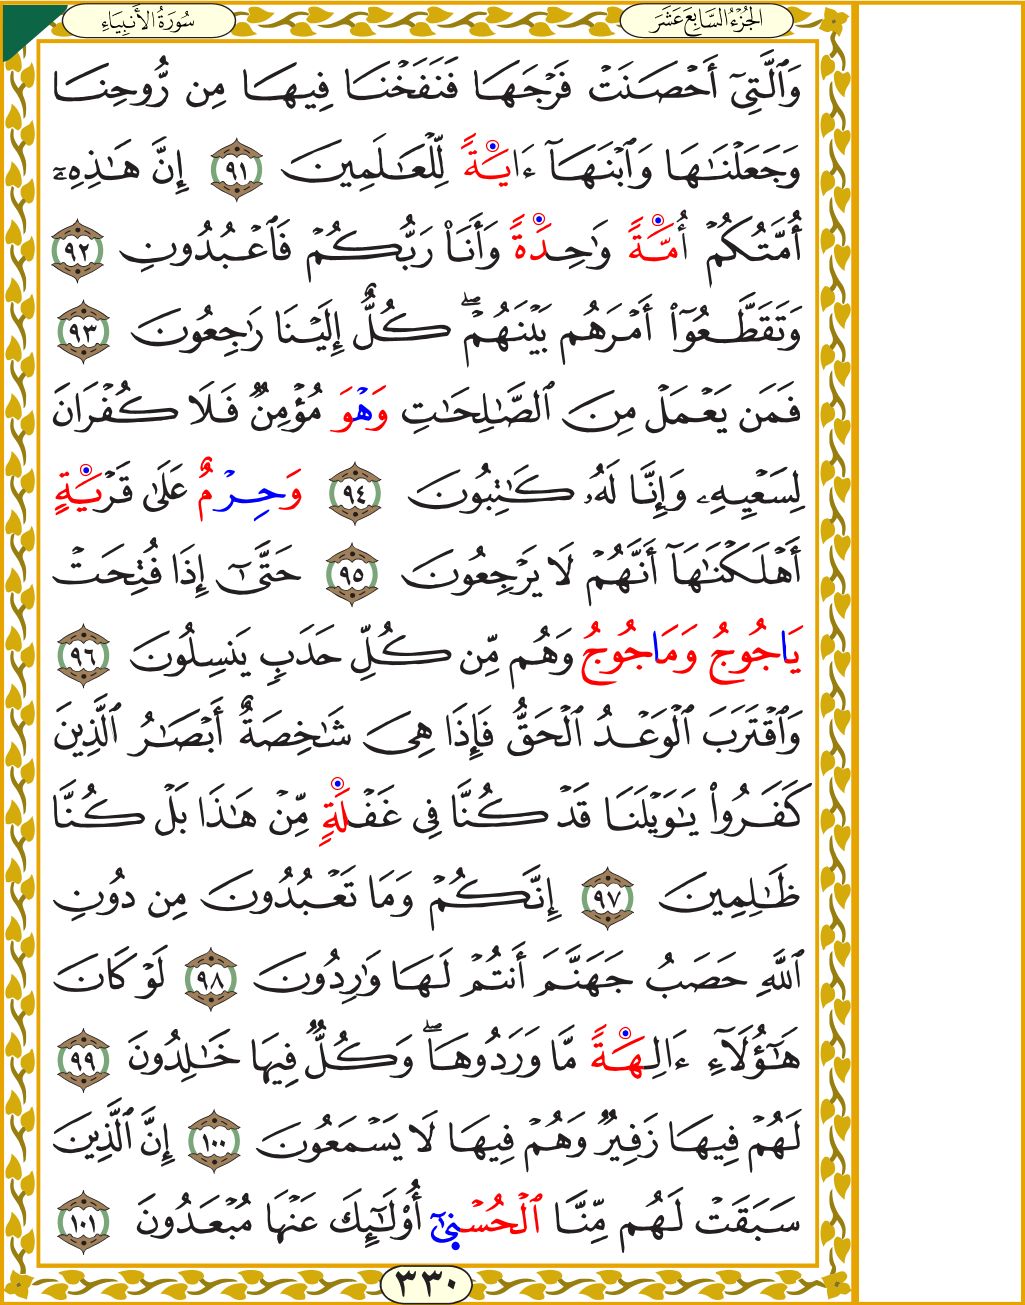 سُورَةُ الأَنبِيَاءِ
الجُزْءُ السَّابِعَ عَشَرَ
وَٱلَّتِيٓ أَحۡصَنَتۡ فَرۡجَهَا فَنَفَخۡنَا فِيهَا مِن رُّوحِنَا
وَجَعَلۡنَٰهَا وَٱبۡنَهَآ ءَايَةٗ لِّلۡعَٰلَمِينَ ٩١ إِنَّ هَٰذِهِۦٓ
أُمَّتُكُمۡ أُمَّةٗ وَٰحِدَةٗ وَأَنَا۠ رَبُّكُمۡ فَٱعۡبُدُونِ ٩٢
وَتَقَطَّعُوٓاْ أَمۡرَهُم بَيۡنَهُمۡۖ كُلٌّ إِلَيۡنَا رَٰجِعُونَ ٩٣
فَمَن يَعۡمَلۡ مِنَ ٱلصَّٰلِحَٰتِ وَهۡوَ مُؤۡمِنٞ فَلَا كُفۡرَانَ
لِسَعۡيِهِۦ وَإِنَّا لَهُۥ كَٰتِبُونَ ٩٤ وَحِرۡمٌ عَلَىٰ قَرۡيَةٍ
أَهۡلَكۡنَٰهَآ أَنَّهُمۡ لَا يَرۡجِعُونَ ٩٥ حَتَّىٰٓ إِذَا فُتِحَتۡ
يَاجُوجُ وَمَاجُوجُ وَهُم مِّن كُلِّ حَدَبٖ يَنسِلُونَ ٩٦
وَٱقۡتَرَبَ ٱلۡوَعۡدُ ٱلۡحَقُّ فَإِذَا هِيَ شَٰخِصَةٌ أَبۡصَٰرُ ٱلَّذِينَ
كَفَرُواْ يَٰوَيۡلَنَا قَدۡ كُنَّا فِي غَفۡلَةٖ مِّنۡ هَٰذَا بَلۡ كُنَّا
ظَٰلِمِينَ ٩٧ إِنَّكُمۡ وَمَا تَعۡبُدُونَ مِن دُونِ
ٱللَّهِ حَصَبُ جَهَنَّمَ أَنتُمۡ لَهَا وَٰرِدُونَ ٩٨ لَوۡ كَانَ
هَٰٓؤُلَآءِ ءَالِهَةٗ مَّا وَرَدُوهَاۖ وَكُلّٞ فِيهَا خَٰلِدُونَ ٩٩
لَهُمۡ فِيهَا زَفِيرٞ وَهُمۡ فِيهَا لَا يَسۡمَعُونَ ١٠٠ إِنَّ ٱلَّذِينَ
سَبَقَتۡ لَهُم مِّنَّا ٱلۡحُسۡنَىٰٓ أُوْلَٰٓئِكَ عَنۡهَا مُبۡعَدُونَ ١٠١
٣٣٠